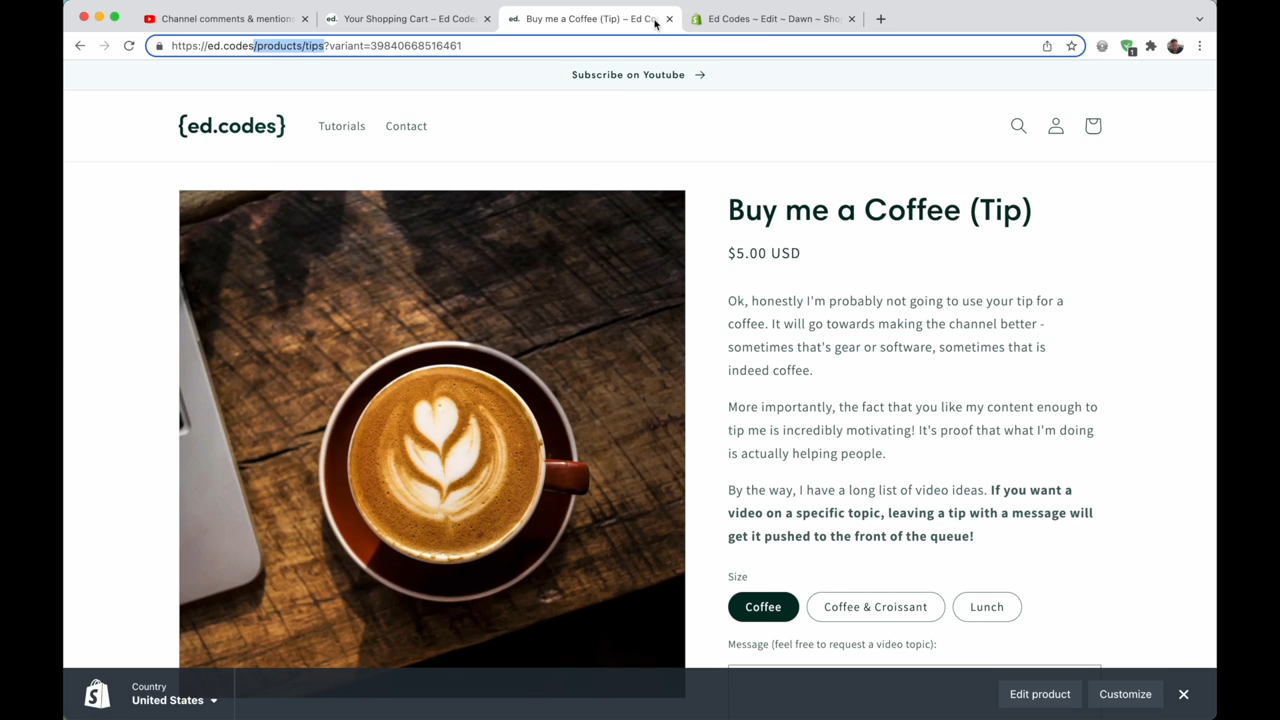 Channel comments & mentions
Your Shopping Cart – Ed Code
ed. Buy me a Coffee (Tip) – Ed Co
Ed Codes ~ Edit ~ Dawn ~ Sho
https://ed.codes/products/tips?variant=39840668516461
1
Subscribe on Youtube →
{ed.codes}
Tutorials
Contact
Buy me a Coffee (Tip)
$5.00 USD
Ok, honestly I'm probably not going to use your tip for a
coffee. It will go towards making the channel better -
sometimes that's gear or software, sometimes that is
indeed coffee.
More importantly, the fact that you like my content enough to
tip me is incredibly motivating! It's proof that what I'm doing
is actually helping people.
By the way, I have a long list of video ideas. If you want a
video on a specific topic, leaving a tip with a message will
get it pushed to the front of the queue!
Size
Coffee
Coffee & Croissant
Lunch
Message (feel free to request a video topic):
Country
United States
Edit product
Customize